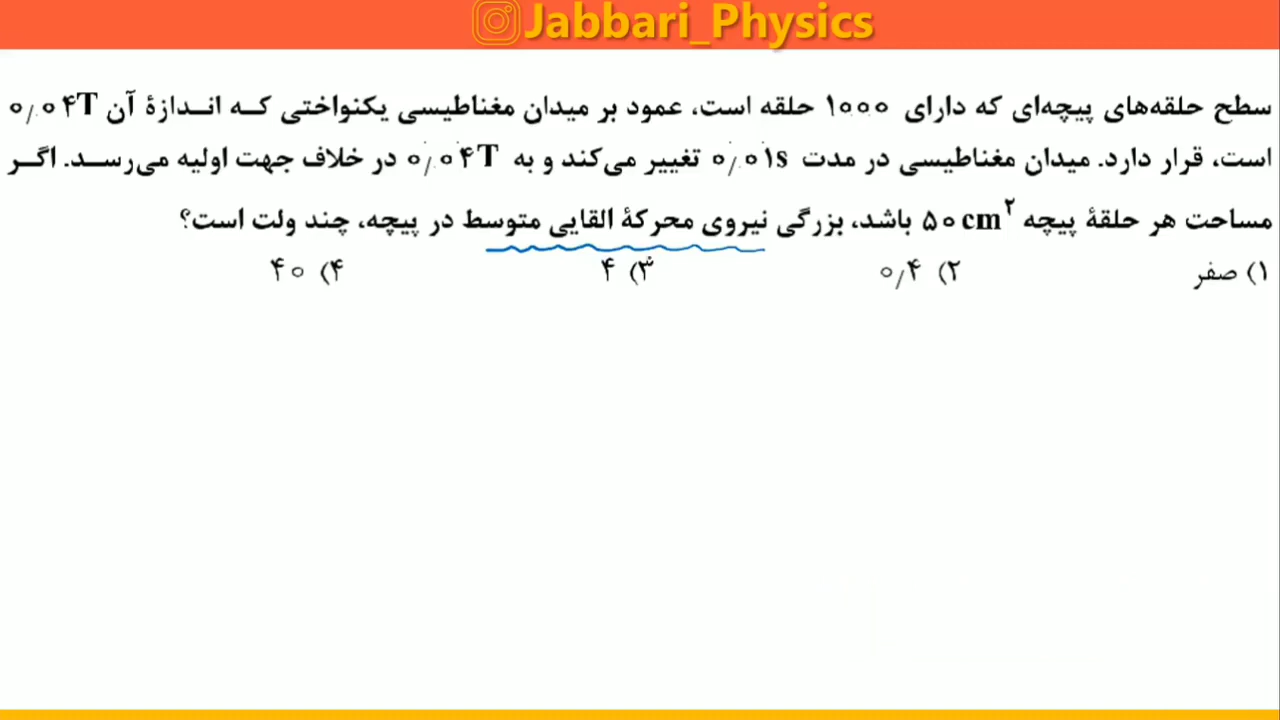 Jabbari_Physics
سطح حلقه‌های پیچه‌ای که دارای ۱۰۰۰ حلقه است، عمود بر میدان مغناطیسی یکنواختی که اندازهٔ آن ۰/۰۴T
است، قرار دارد. میدان مغناطیسی در مدت ۰/۰۱s تغییر می‌کند و به ۰/۰۴T در خلاف جهت اولیه می‌رسد. اگر
مساحت هر حلقهٔ پیچه ۵۰cm² باشد، بزرگی نیروی محرکهٔ القایی متوسط در پیچه، چند ولت است؟
۱) صفر ۲) ۰/۴ ۳) ۴ ۴) ۴۰